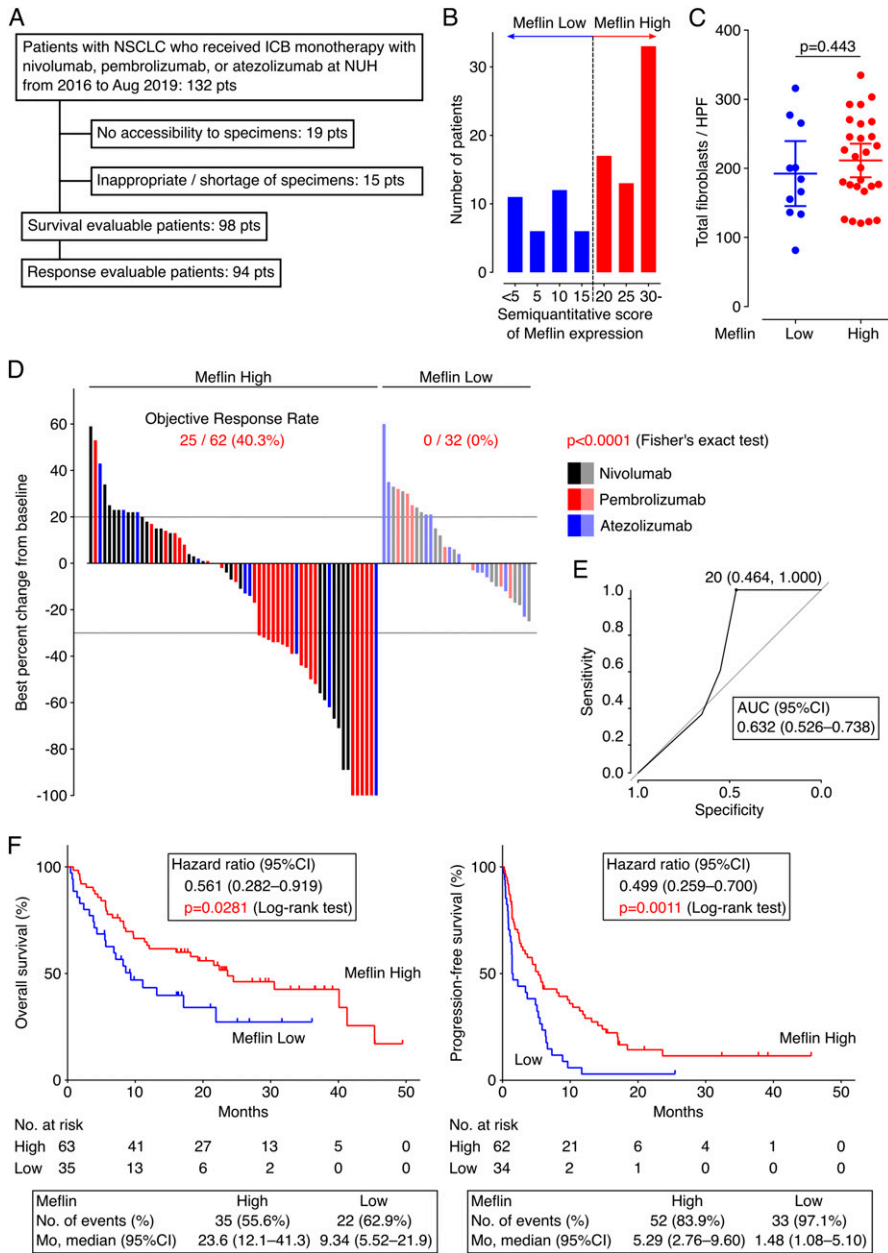 A
Patients with NSCLC who received ICB monotherapy with
nivolumab, pembrolizumab, or atezolizumab at NUH
from 2016 to Aug 2019: 132 pts
No accessibility to specimens: 19 pts
Inappropriate / shortage of specimens: 15 pts
Survival evaluable patients: 98 pts
Response evaluable patients: 94 pts
B
Meflin Low Meflin High
Number of patients
30
20
10
0
<5 5 10 15 20 25 30-
Semiquantitative score
of Meflin expression
C
p=0.443
Total fibroblasts / HPF
400
300
200
100
0
Meflin Low High
D
Meflin High Meflin Low
Objective Response Rate
25 / 62 (40.3%) 0 / 32 (0%) p<0.0001 (Fisher's exact test)
Nivolumab
Pembrolizumab
Atezolizumab
Best percent change from baseline
60
40
20
0
-20
-40
-60
-80
-100
E
20 (0.464, 1.000)
Sensitivity
1.0
0.8
0.6
0.4
0.2
0.0
AUC (95%CI)
0.632 (0.526–0.738)
1.0 0.5 0.0
Specificity
F
Hazard ratio (95%CI)
0.561 (0.282–0.919)
p=0.0281 (Log-rank test)
Overall survival (%)
100
50
0
Meflin High
Meflin Low
0 10 20 30 40 50
Months
No. at risk
High 63 41 27 13 5 0
Low 35 13 6 2 0 0
Meflin High Low
No. of events (%) 35 (55.6%) 22 (62.9%)
Mo, median (95%CI) 23.6 (12.1–41.3) 9.34 (5.52–21.9)
Hazard ratio (95%CI)
0.499 (0.259–0.700)
p=0.0011 (Log-rank test)
Progression-free survival (%)
100
50
0
Meflin High
Low
0 10 20 30 40 50
Months
No. at risk
High 62 21 6 4 1 0
Low 34 2 1 0 0 0
Meflin High Low
No. of events (%) 52 (83.9%) 33 (97.1%)
Mo, median (95%CI) 5.29 (2.76–9.60) 1.48 (1.08–5.10)